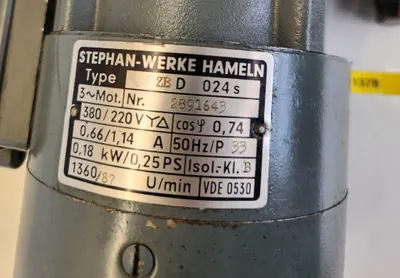 STEPHAN-WERKE HAMELN
Type ZB D 024 s
3~Mot. Nr. 2891643
380/220 V Y△ cos φ 0,74
0,66/1,14 A 50Hz/P 33
0,18 kW/0,25 PS Isol.-Kl. B
1360/87 U/min VDE 0530
1378